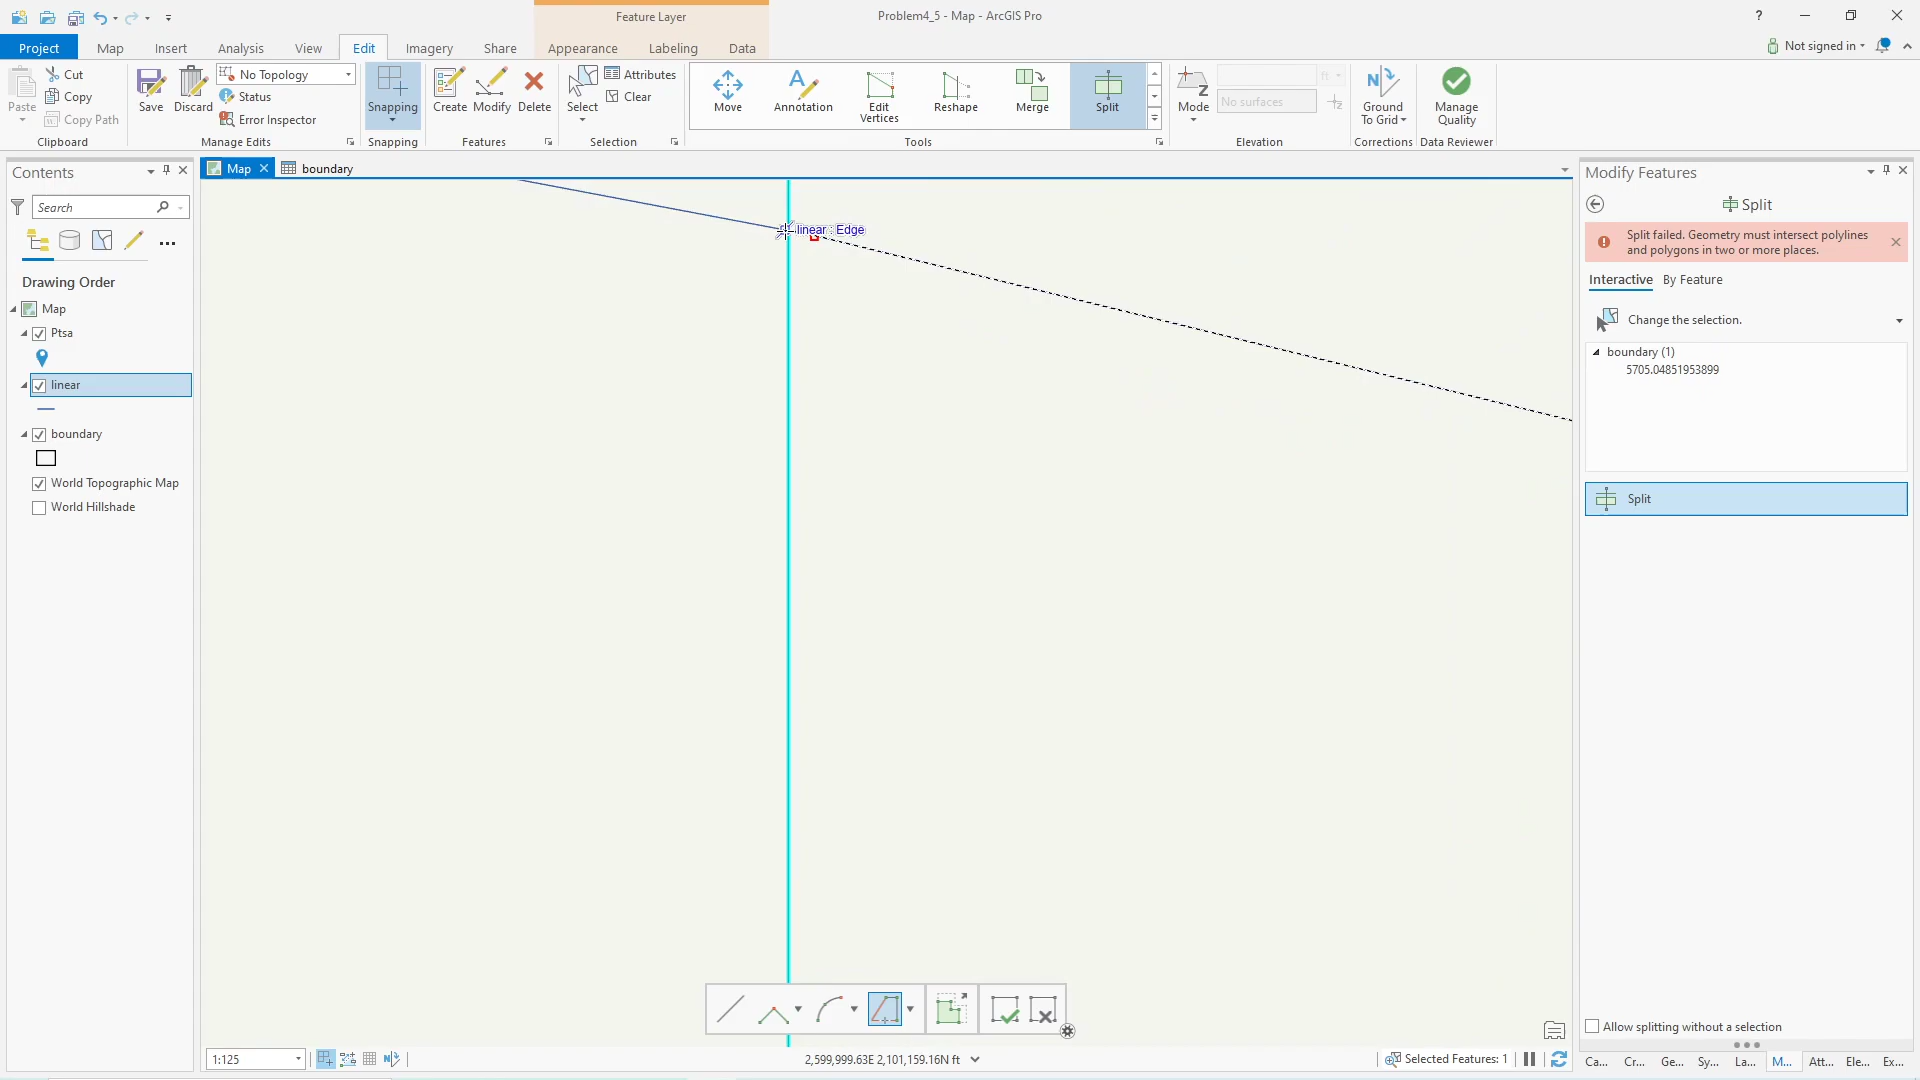 Feature Layer
Problem4_5 - Map - ArcGIS Pro
?
Project Map Insert Analysis View Edit Imagery Share Appearance Labeling Data
Not signed in
Paste
Cut
Copy
Copy Path
Clipboard
Save
Discard
No Topology
Status
Error Inspector
Manage Edits
Snapping
Snapping
Create
Modify
Delete
Features
Select
Attributes
Clear
Selection
Move
Annotation
Edit
Vertices
Reshape
Merge
Split
Tools
Mode
ft
No surfaces
Elevation
Ground
To Grid
Corrections
Manage
Quality
Data Reviewer
Contents
Search
Drawing Order
Map
Ptsa
linear
boundary
World Topographic Map
World Hillshade
Map
boundary
linear : Edge
1:125
2,599,999.63E 2,101,159.16N ft
Selected Features: 1
Modify Features
Split
Split failed. Geometry must intersect polylines
and polygons in two or more places.
Interactive By Feature
Change the selection.
boundary (1)
5705.04851953899
Split
Allow splitting without a selection
Ca... Cr... Ge... Sy... La... M... Att... Ele... Ex...